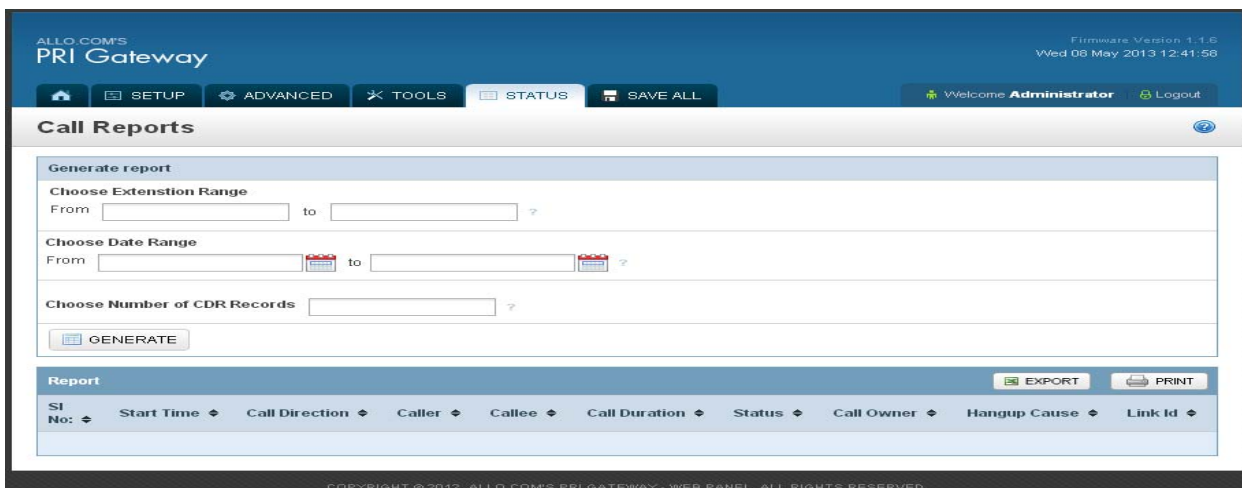 ALLO.COM'S
PRI Gateway
Firmware Version 1.1.6
Wed 08 May 2013 12:41:58
SETUP ADVANCED TOOLS STATUS SAVE ALL Welcome Administrator Logout
Call Reports ?
Generate report
Choose Extenstion Range
From to ?
Choose Date Range
From to ?
Choose Number of CDR Records ?
GENERATE
Report EXPORT PRINT
SI No: Start Time Call Direction Caller Callee Call Duration Status Call Owner Hangup Cause Link Id
COPYRIGHT © 2012. ALLO.COM'S PRI GATEWAY - WEB PANEL. ALL RIGHTS RESERVED